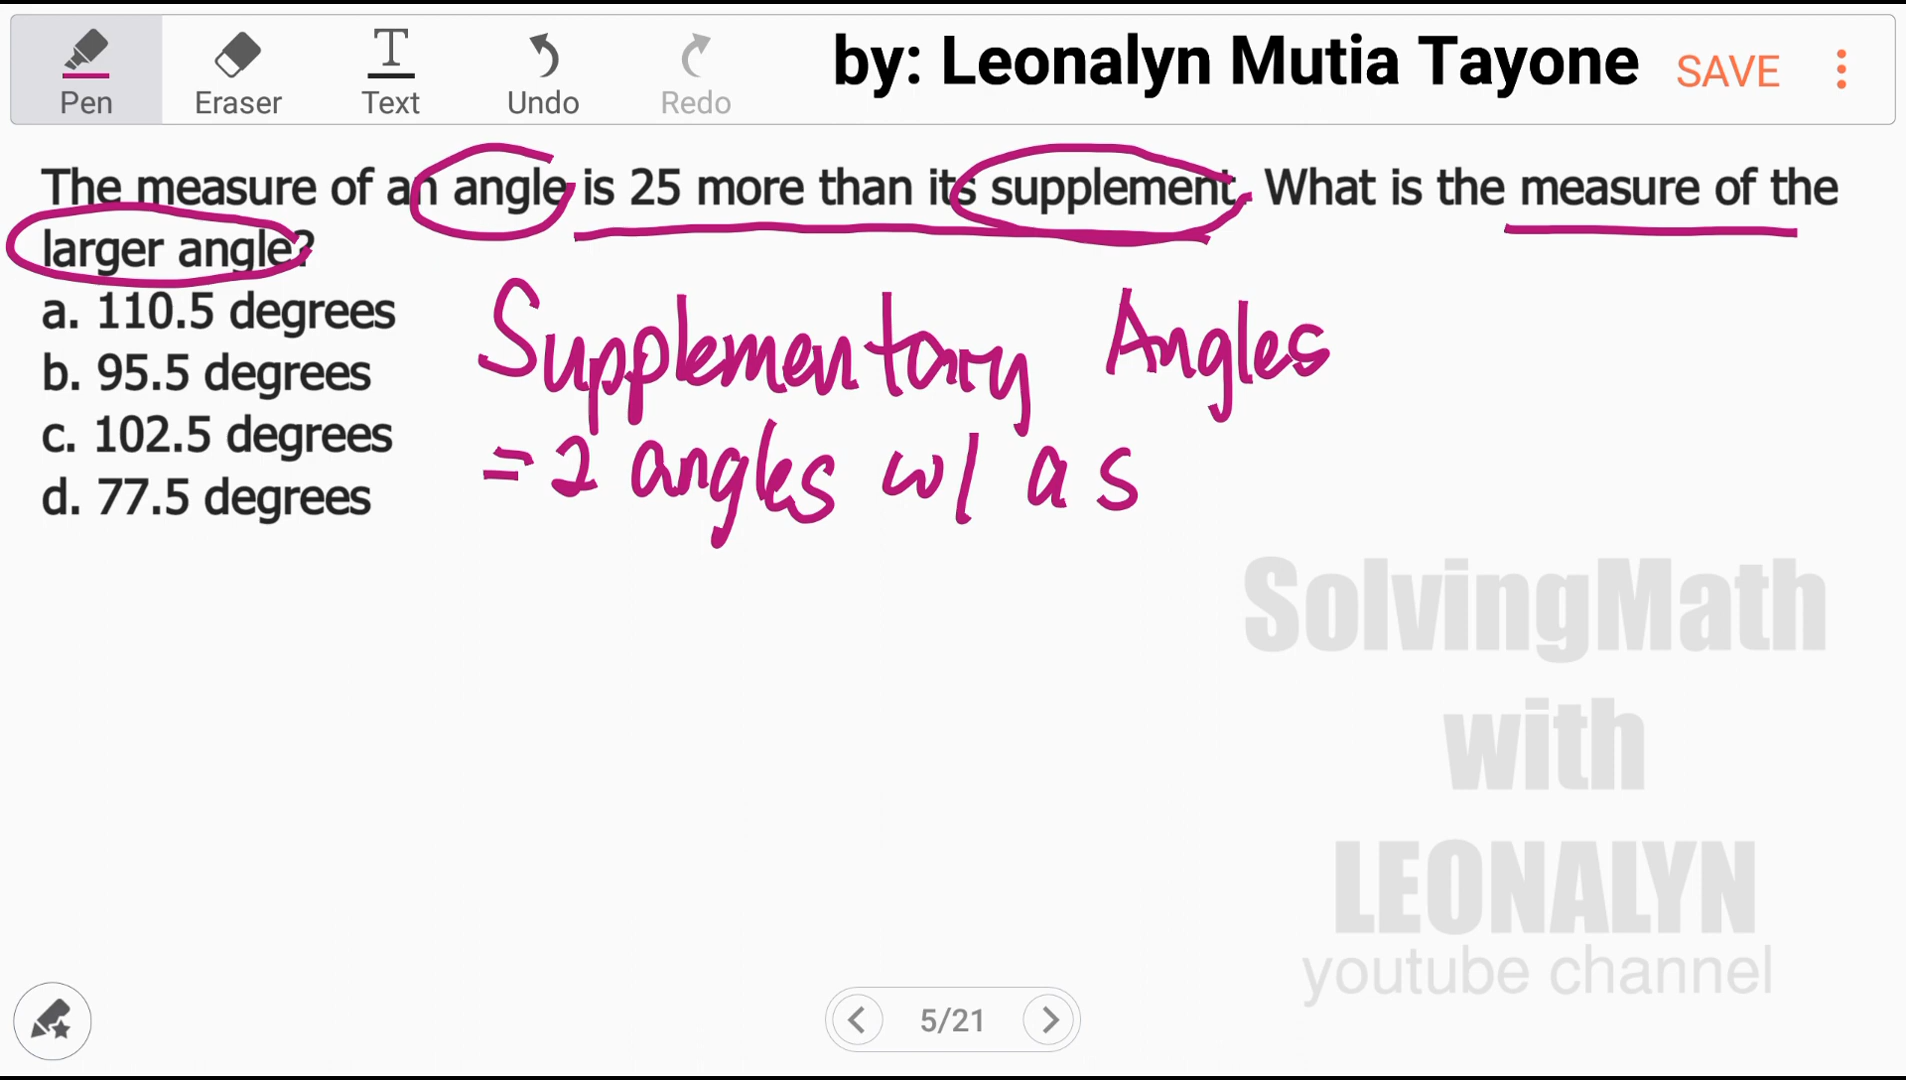 Pen Eraser Text Undo Redo by: Leonalyn Mutia Tayone SAVE
The measure of an angle is 25 more than its supplement. What is the measure of the
larger angle?
a. 110.5 degrees
b. 95.5 degrees
c. 102.5 degrees
d. 77.5 degrees
Supplementary Angles
= 2 angles w/ a s
SolvingMath
with
LEONALYN
youtube channel
5/21